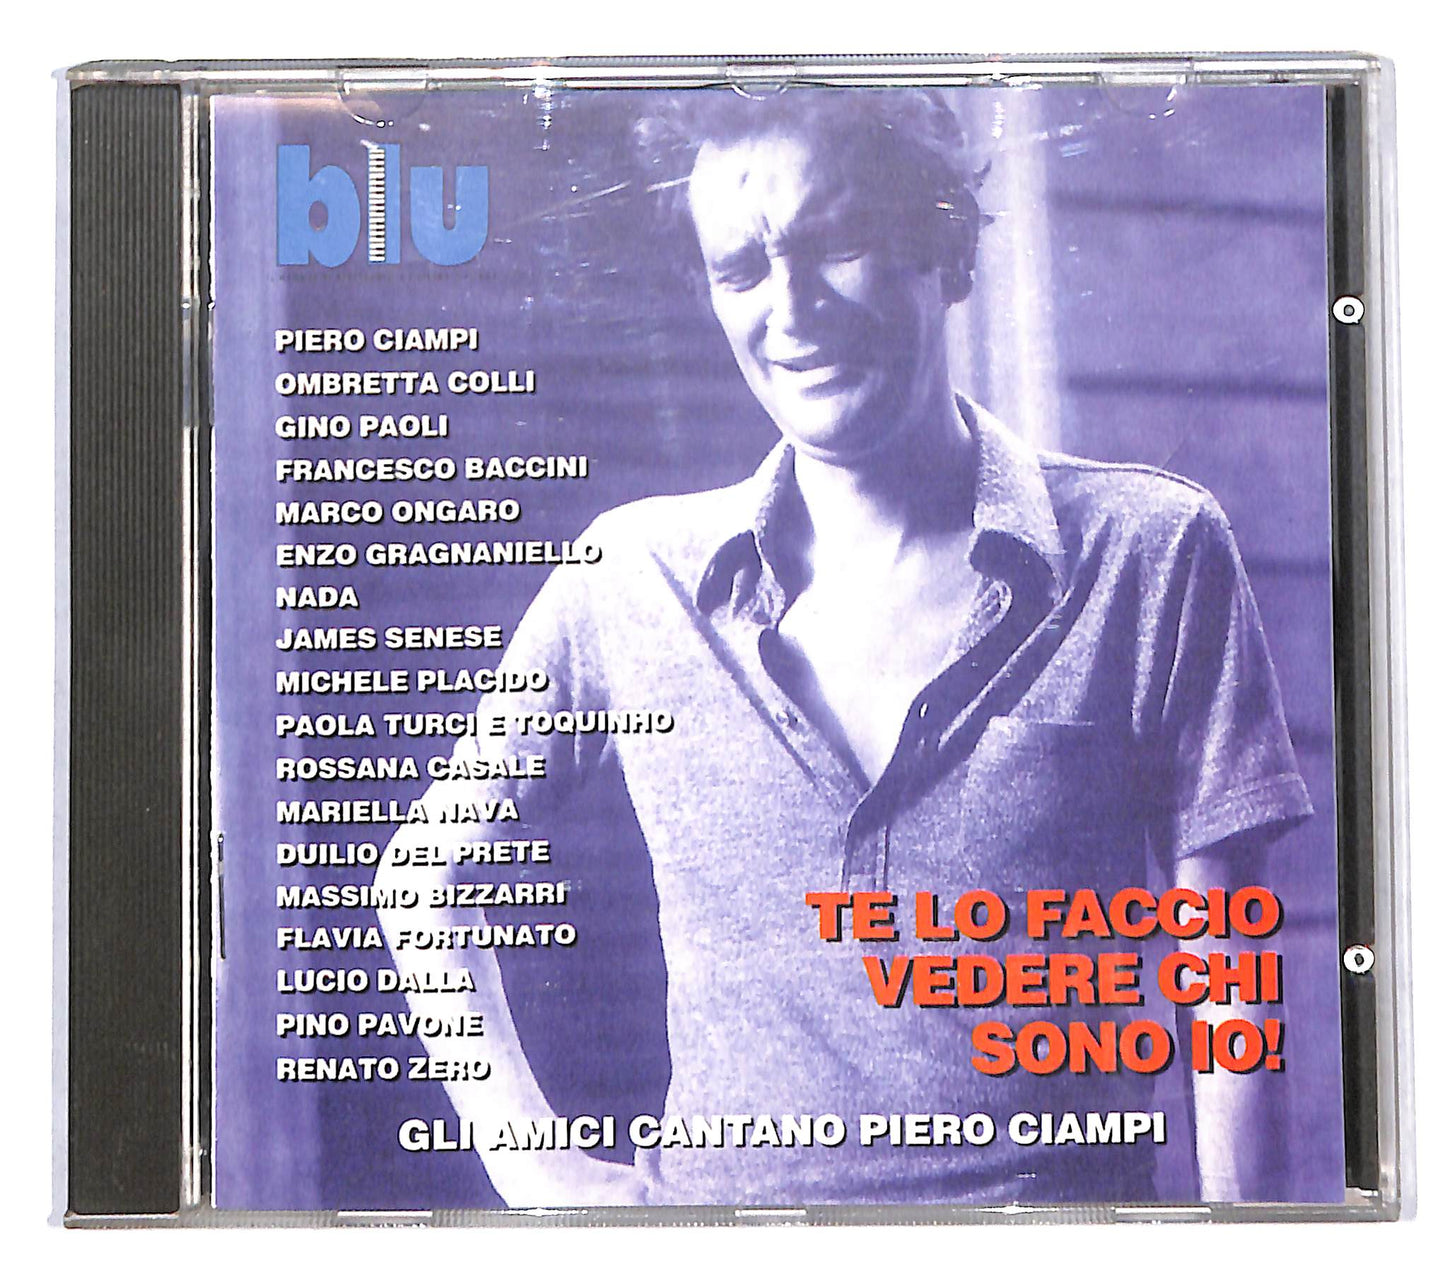 blu
PIERO CIAMPI
OMBRETTA COLLI
GINO PAOLI
FRANCESCO BACCINI
MARCO ONGARO
ENZO GRAGNANIELLO
NADA
JAMES SENESE
MICHELE PLACIDO
PAOLA TURCI E TOQUINHO
ROSSANA CASALE
MARIELLA NAVA
DUILIO DEL PRETE
MASSIMO BIZZARRI
FLAVIA FORTUNATO
LUCIO DALLA
PINO PAVONE
RENATO ZERO
TE LO FACCIO
VEDERE CHI
SONO IO!
GLI AMICI CANTANO PIERO CIAMPI